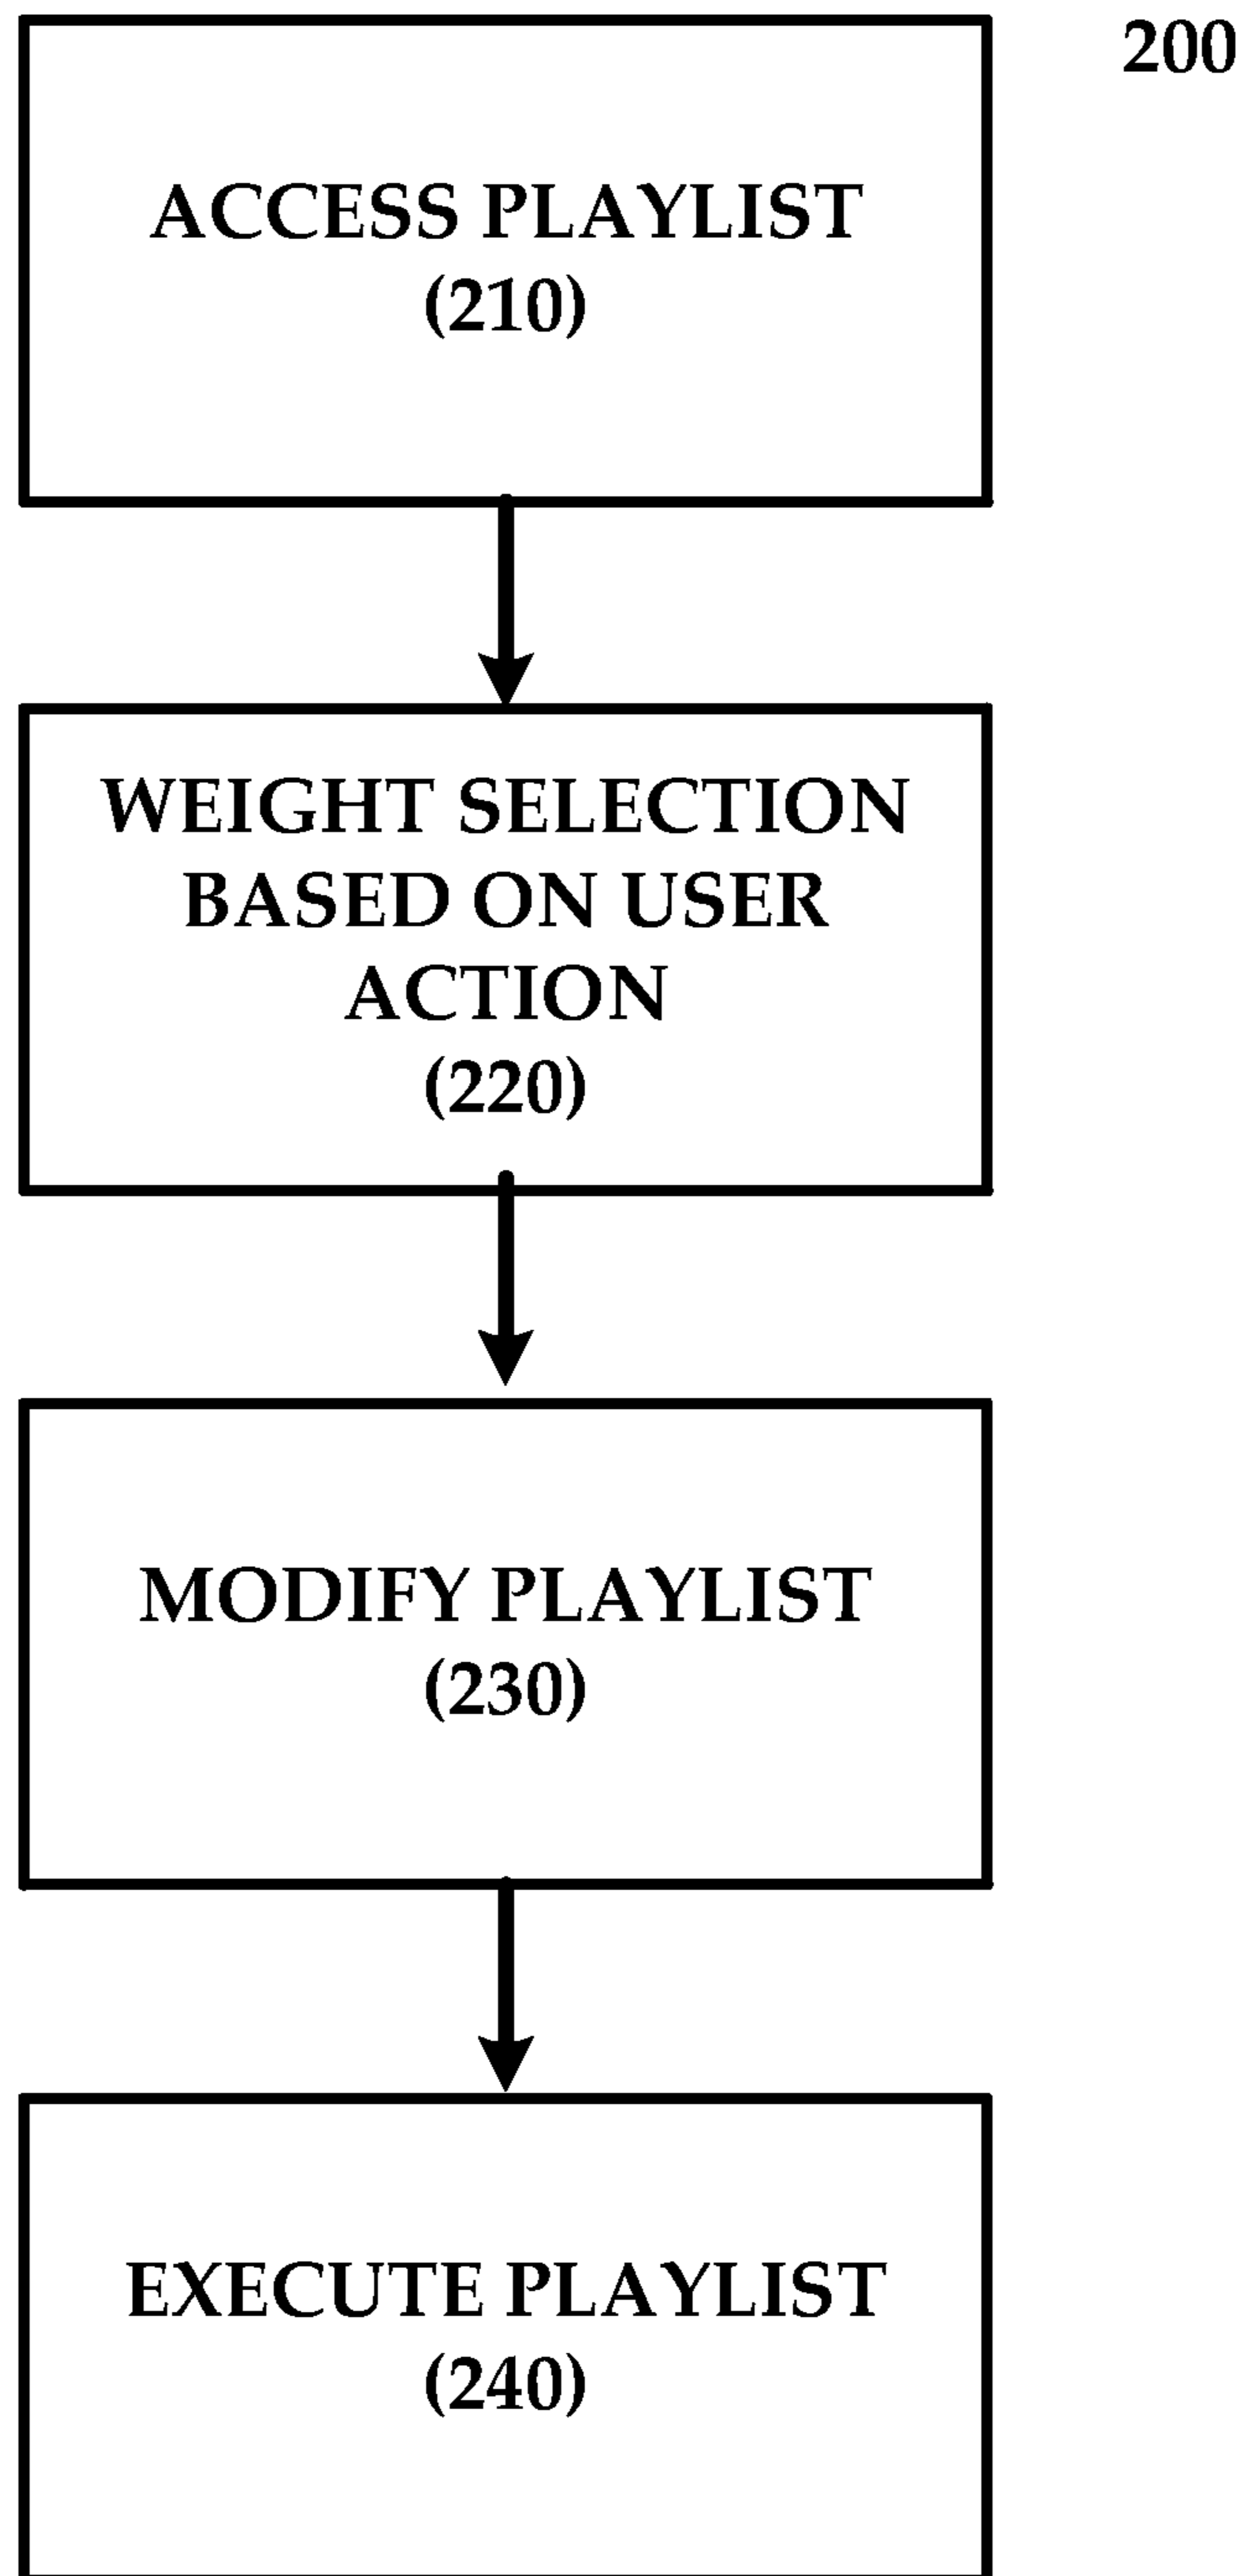 200
ACCESS PLAYLIST
(210)
WEIGHT SELECTION
BASED ON USER
ACTION
(220)
MODIFY PLAYLIST
(230)
EXECUTE PLAYLIST
(240)